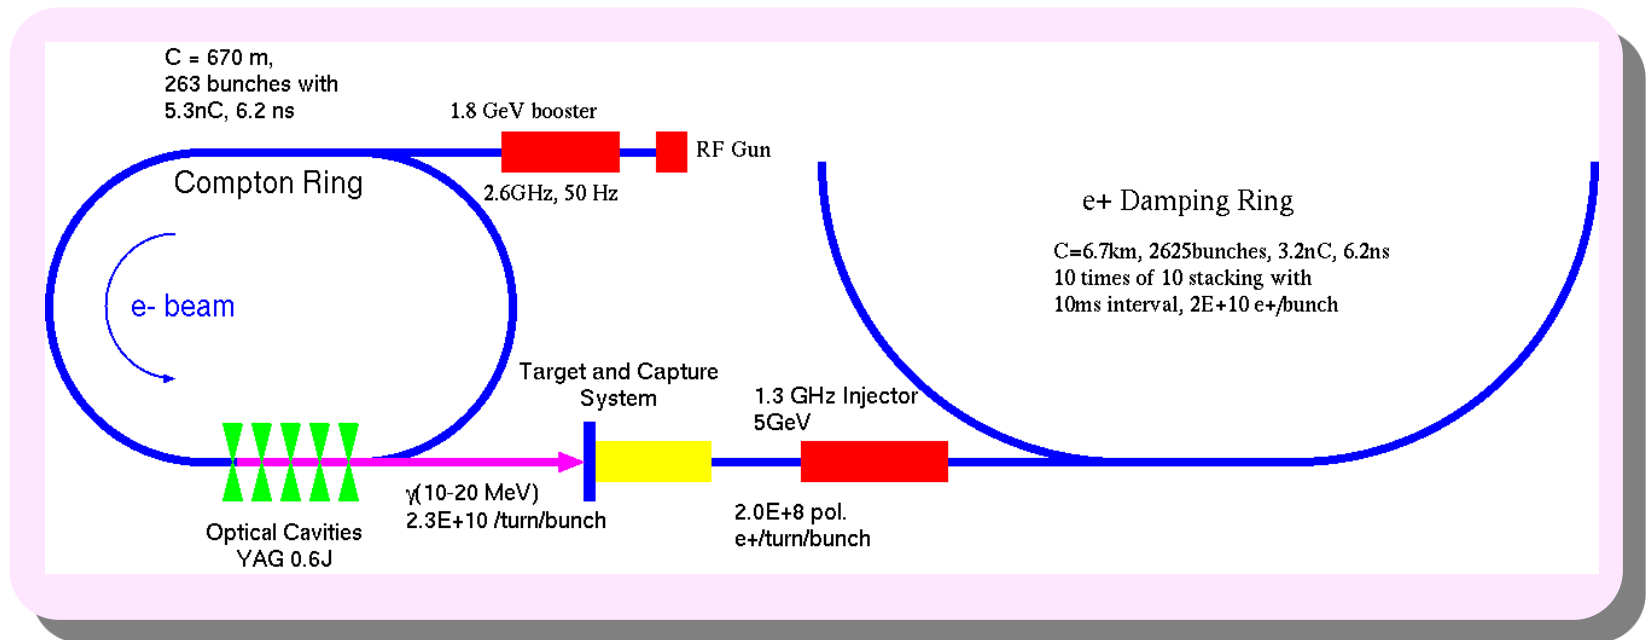 C = 670 m,
263 bunches with
5.3nC, 6.2 ns
1.8 GeV booster
RF Gun
2.6GHz, 50 Hz
Compton Ring
e- beam
e+ Damping Ring
C=6.7km, 2625bunches, 3.2nC, 6.2ns
10 times of 10 stacking with
10ms interval, 2E+10 e+/bunch
Target and Capture
System
1.3 GHz Injector
5GeV
γ(10-20 MeV)
2.3E+10 /turn/bunch
2.0E+8 pol.
e+/turn/bunch
Optical Cavities
YAG 0.6J